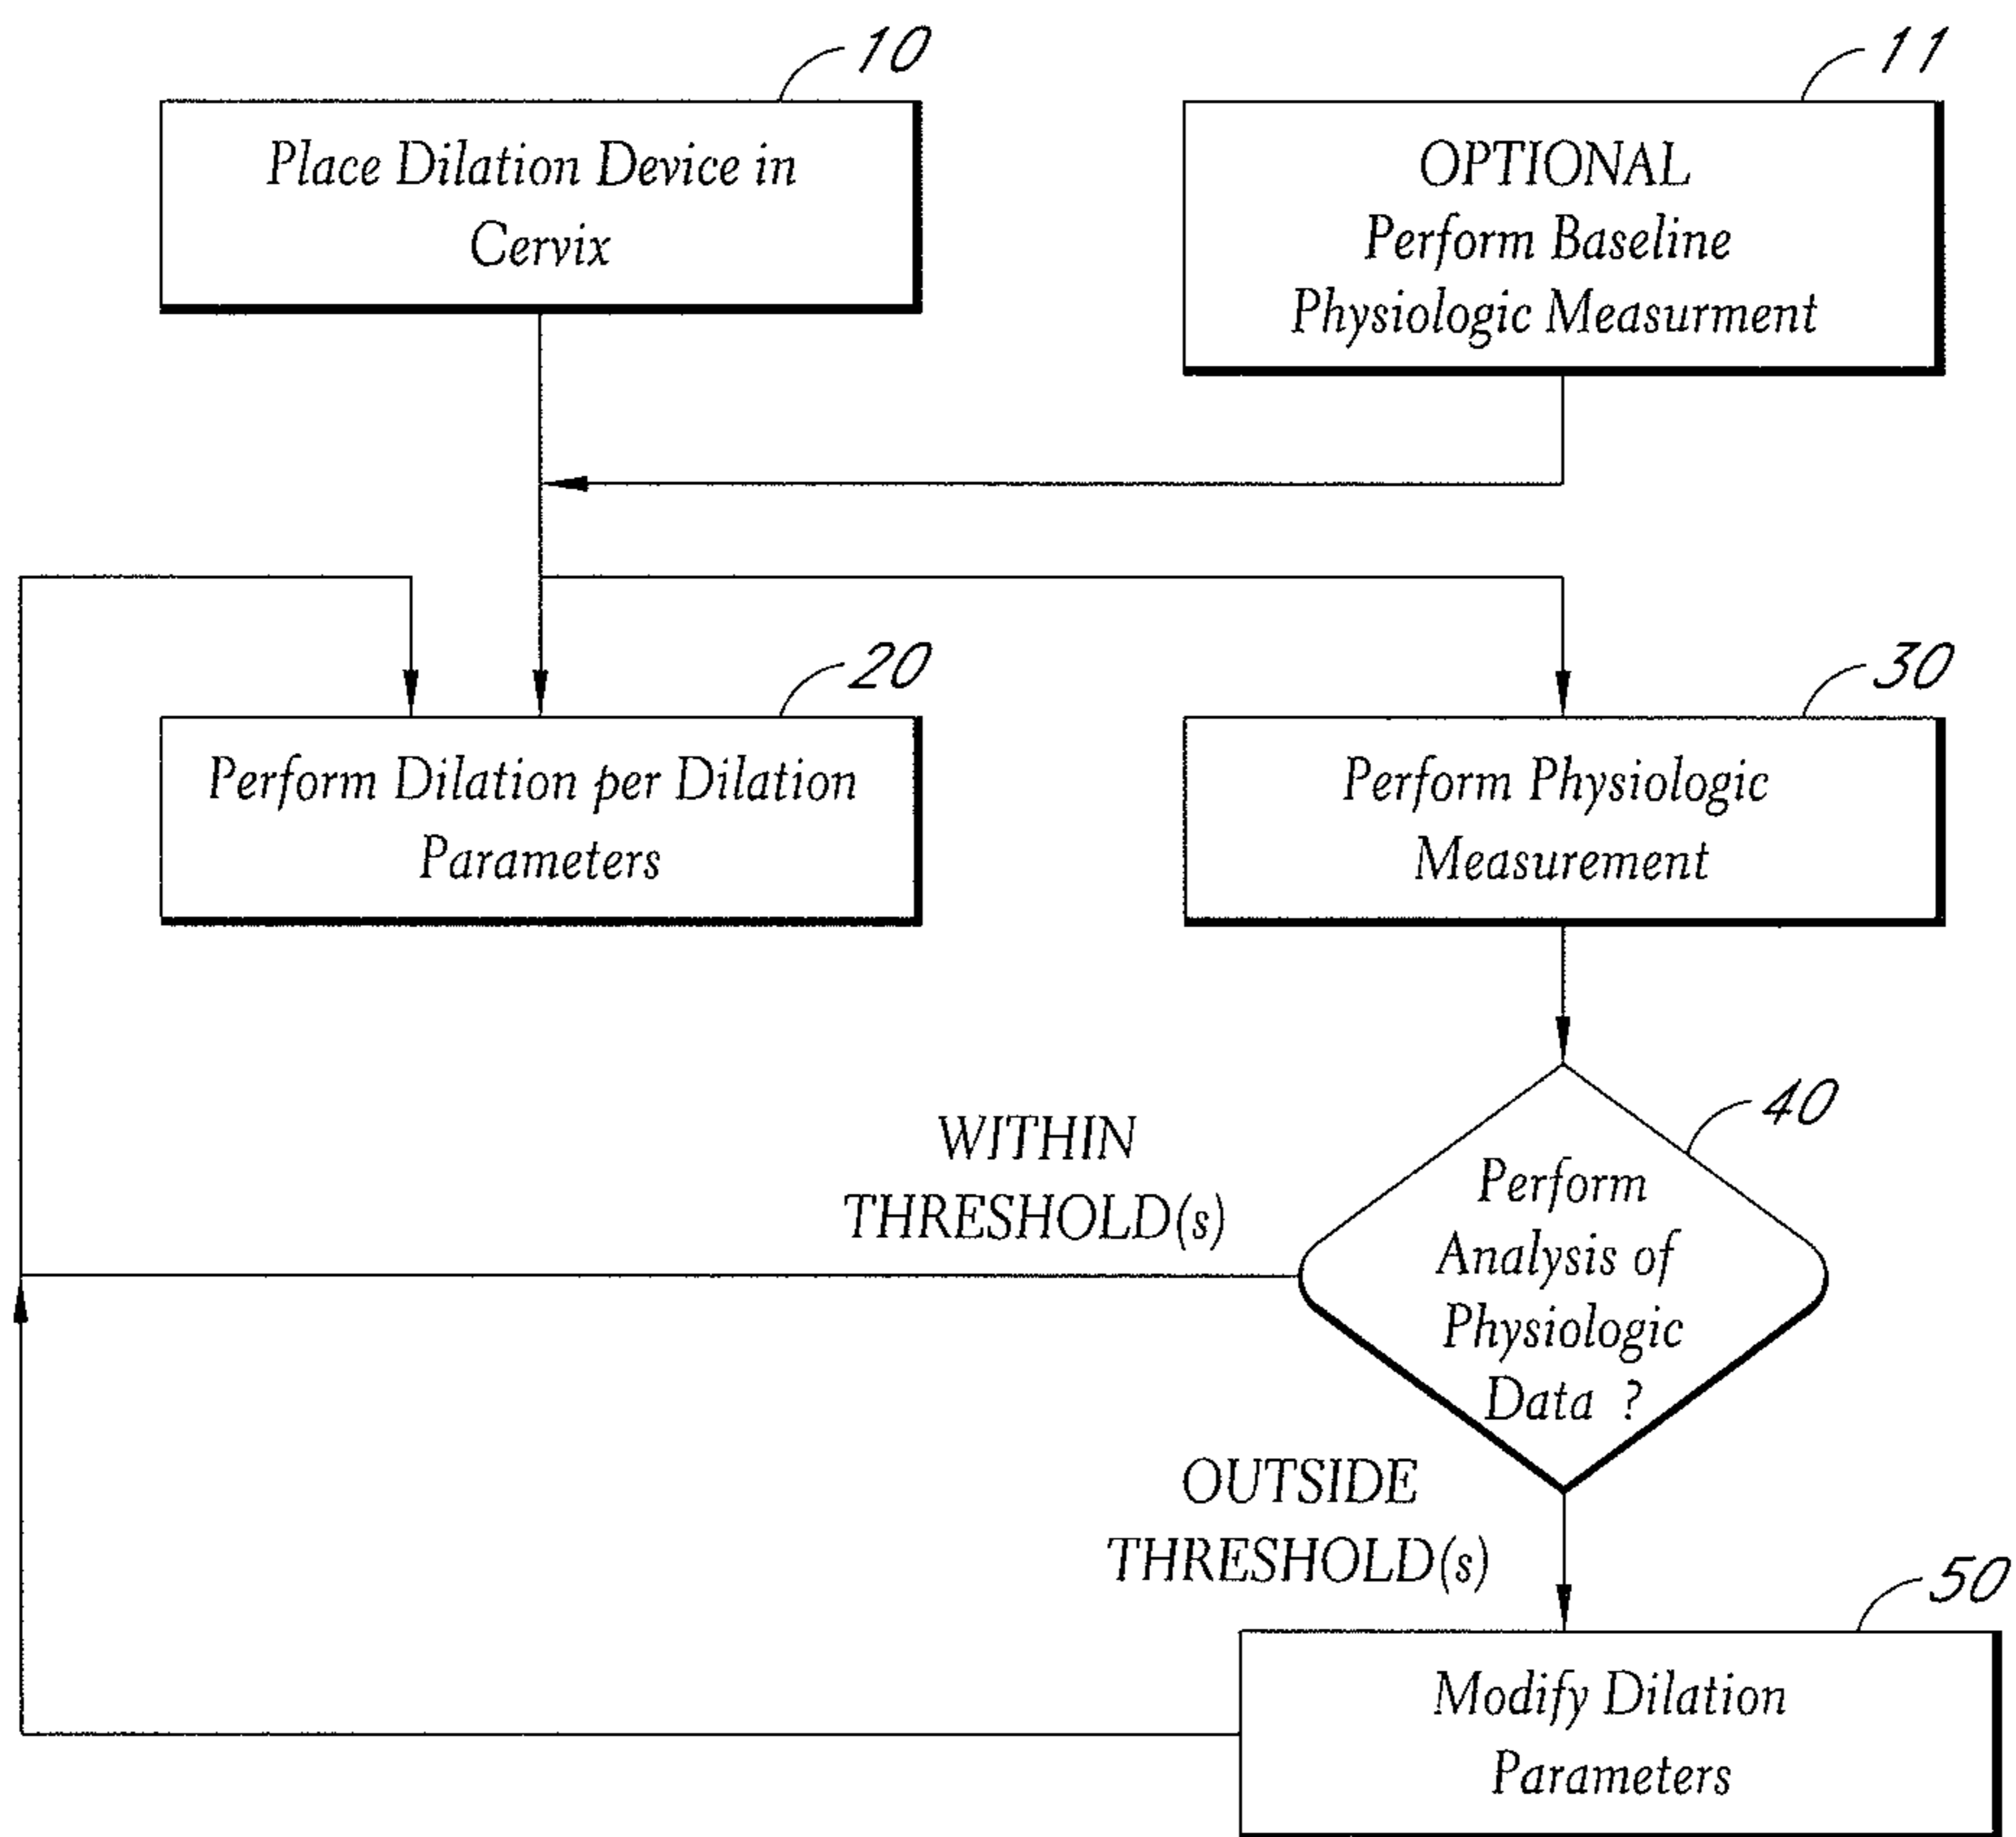 10
Place Dilation Device in
Cervix
11
OPTIONAL
Perform Baseline
Physiologic Measurment
20
Perform Dilation per Dilation
Parameters
30
Perform Physiologic
Measurement
40
Perform
Analysis of
Physiologic
Data ?
WITHIN
THRESHOLD(s)
OUTSIDE
THRESHOLD(s)
50
Modify Dilation
Parameters